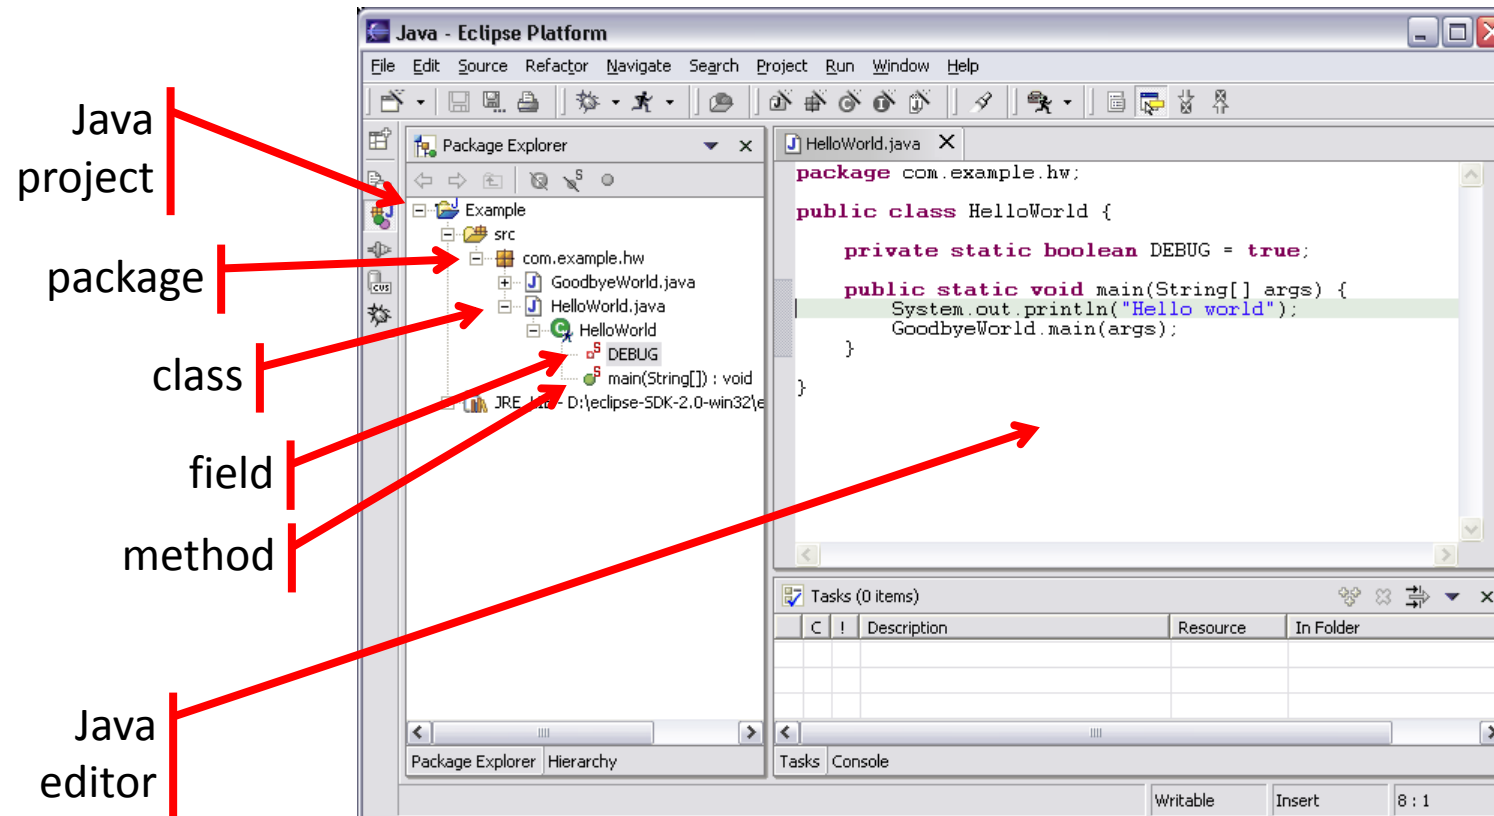 Java - Eclipse Platform
File Edit Source Refactor Navigate Search Project Run Window Help
Java
project
package
class
field
method
Java
editor
Package Explorer
Example
src
com.example.hw
GoodbyeWorld.java
HelloWorld.java
HelloWorld
DEBUG
main(String[]) : void
JRE_LIB - D:\eclipse-SDK-2.0-win32\e
Package Explorer Hierarchy
HelloWorld.java
package com.example.hw;
public class HelloWorld {
private static boolean DEBUG = true;
public static void main(String[] args) {
System.out.println("Hello world");
GoodbyeWorld.main(args);
}
}
Tasks (0 items)
C ! Description Resource In Folder
Tasks Console
Writable Insert 8 : 1